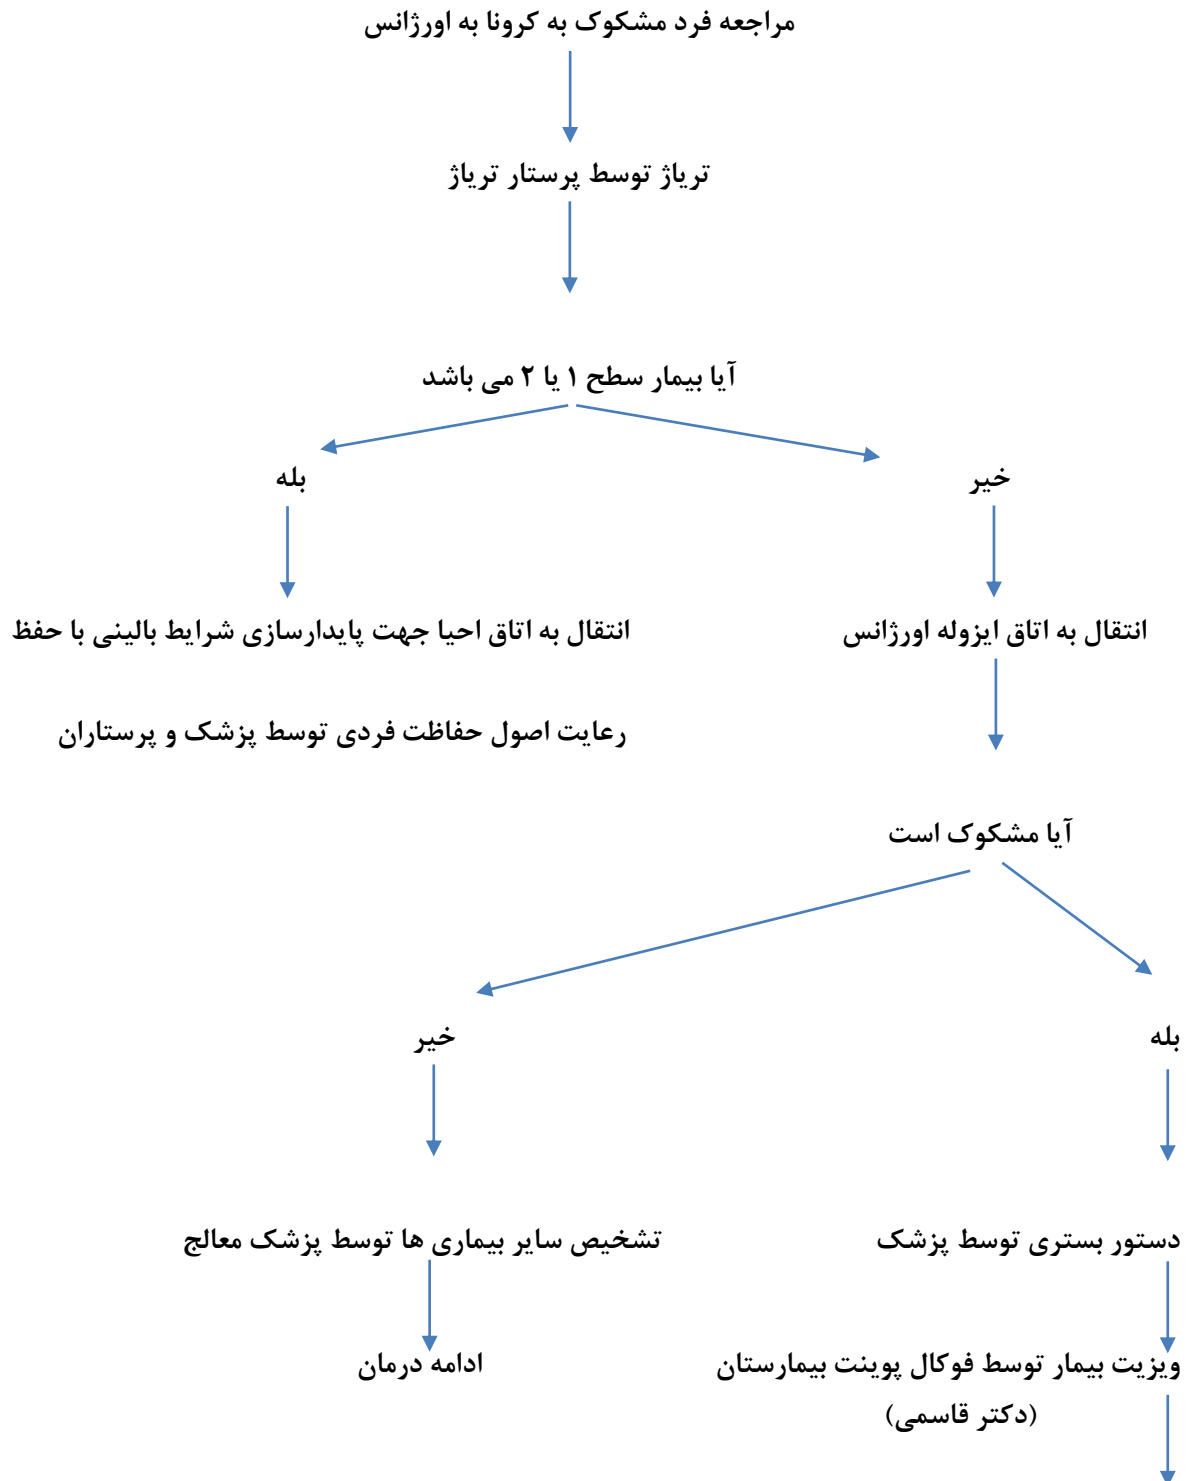 مراجعه فرد مشکوک به کرونا به اورژانس
تریاژ توسط پرستار تریاژ
آیا بیمار سطح ۱ یا ۲ می باشد
خیر
بله
انتقال به اتاق ایزوله اورژانس
انتقال به اتاق احیا جهت پایدارسازی شرایط بالینی با حفظ
رعایت اصول حفاظت فردی توسط پزشک و پرستاران
آیا مشکوک است
بله
خیر
دستور بستری توسط پزشک
تشخیص سایر بیماری ها توسط پزشک معالج
ویزیت بیمار توسط فوکال پوینت بیمارستان
ادامه درمان
(دکتر قاسمی)